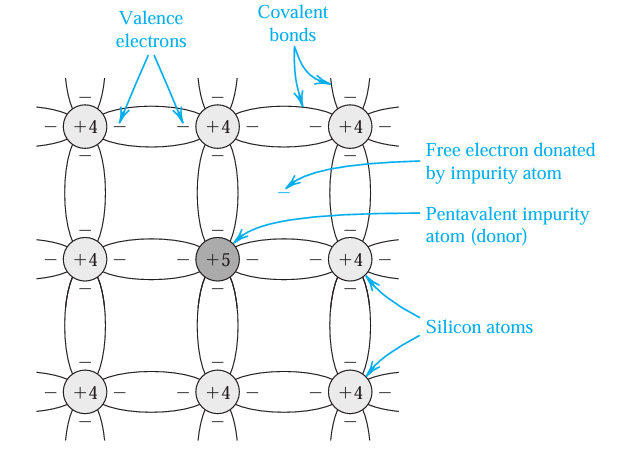 Covalent
bonds
Valence
electrons
+4 +4 +4
Free electron donated
by impurity atom
Pentavalent impurity
atom (donor)
+4 +5 +4
Silicon atoms
+4 +4 +4